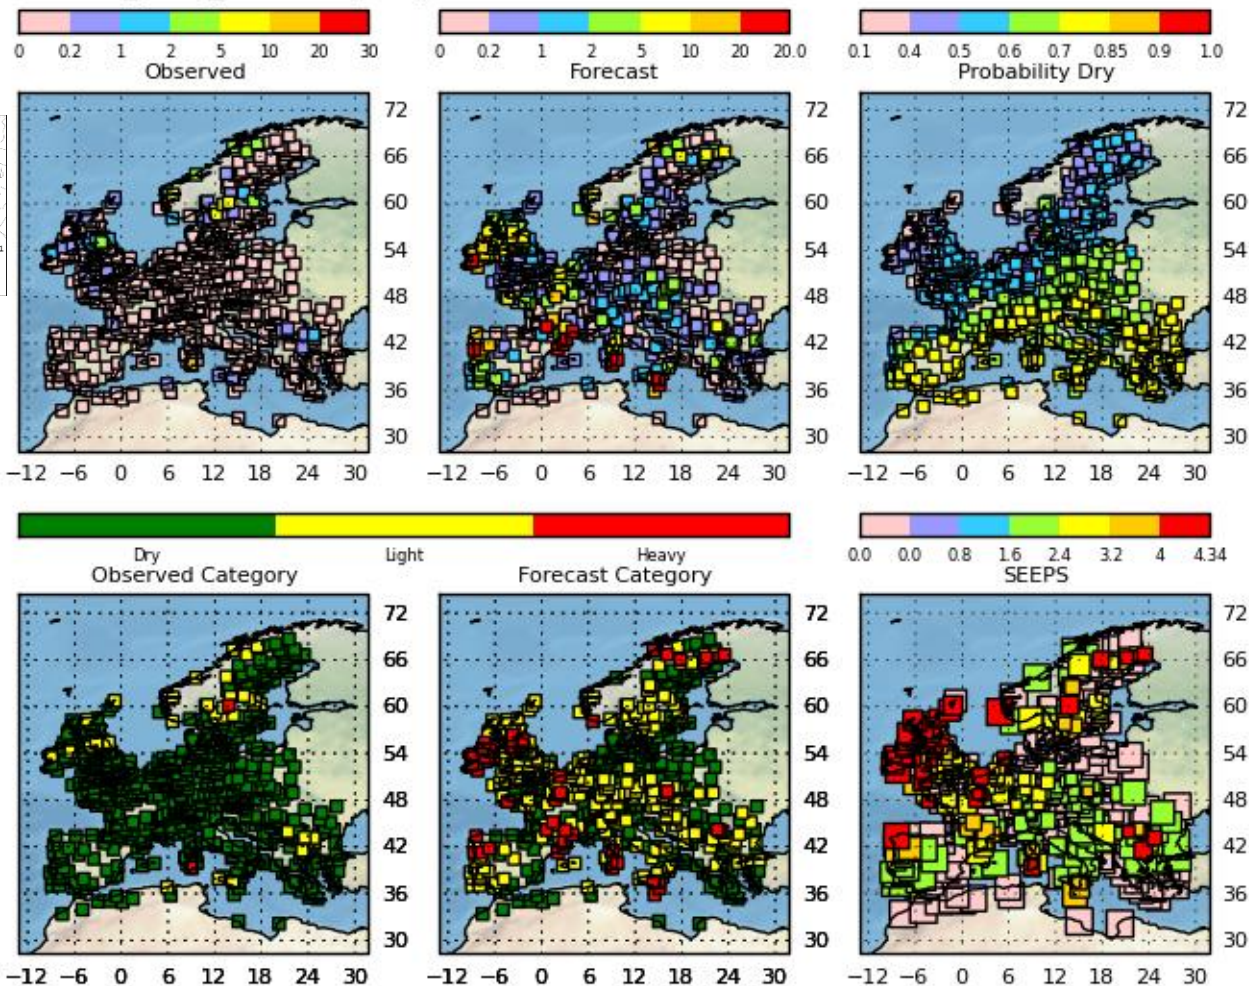 0 0.2 1 2 5 10 20 30
0 0.2 1 2 5 10 20 20.0
0.1 0.4 0.5 0.6 0.7 0.85 0.9 1.0
Observed
Forecast
Probability Dry
72
66
60
54
48
42
36
30
−12 −6 0 6 12 18 24 30
72
66
60
54
48
42
36
30
−12 −6 0 6 12 18 24 30
72
66
60
54
48
42
36
30
−12 −6 0 6 12 18 24 30
Dry Light Heavy
0.0 0.0 0.8 1.6 2.4 3.2 4 4.34
Observed Category
Forecast Category
SEEPS
72
66
60
54
48
42
36
30
−12 −6 0 6 12 18 24 30
72
66
60
54
48
42
36
30
−12 −6 0 6 12 18 24 30
72
66
60
54
48
42
36
30
−12 −6 0 6 12 18 24 30